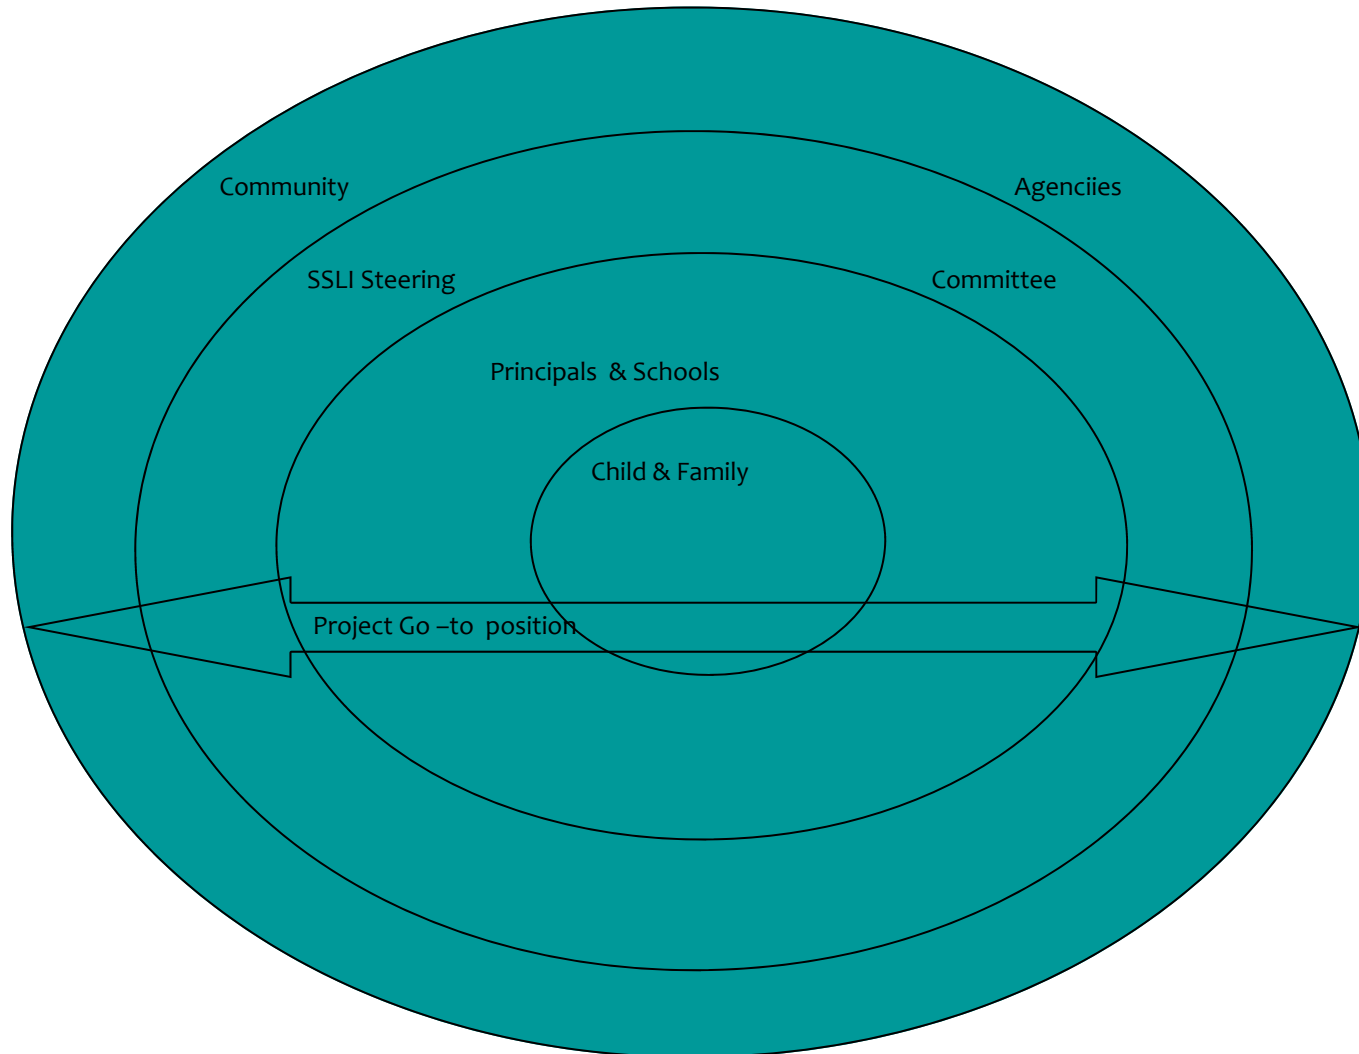 Community
Agenciies
SSLI Steering
Committee
Principals  & Schools
Child & Family
Project Go –to  position